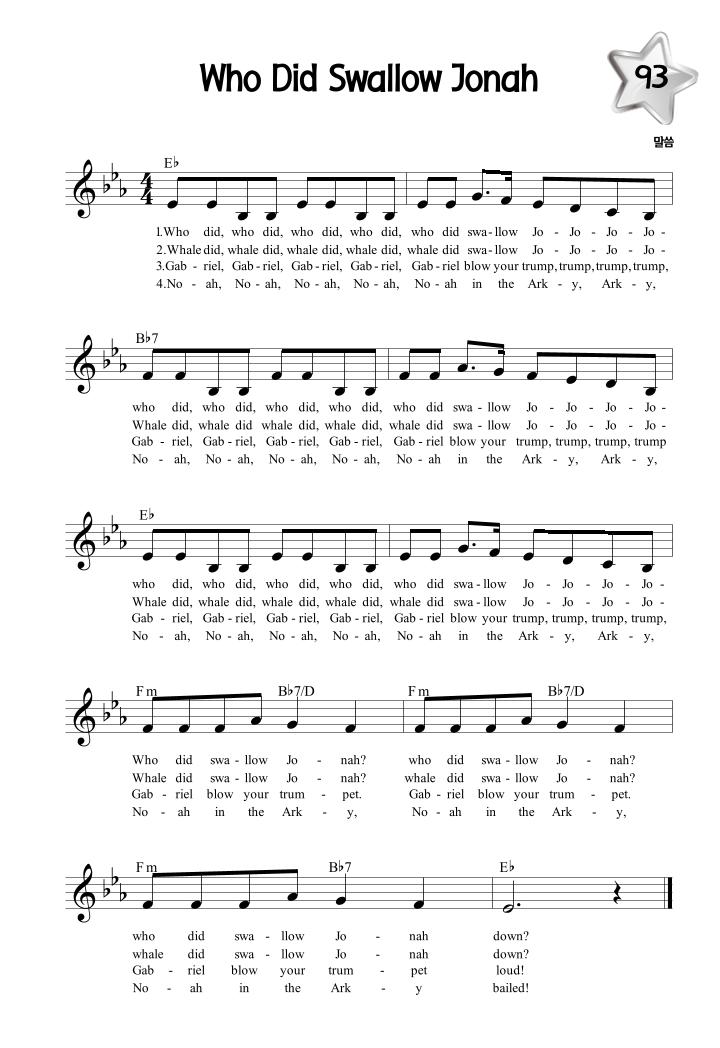 Who Did Swallow Jonah
93
말씀
E♭
1.Who did, who did, who did, who did, who did swa-llow Jo - Jo - Jo - Jo-
2.Whale did, whale did, whale did, whale did, whale did swa-llow Jo - Jo - Jo - Jo-
3.Gab - riel, Gab-riel, Gab-riel, Gab-riel, Gab-riel blow your trump, trump, trump, trump,
4.No - ah, No-ah, No - ah, No - ah, No - ah in the Ark - y, Ark - y,
B♭7
who did, who did, who did, who did, who did swa-llow Jo - Jo - Jo - Jo-
Whale did, whale did whale did, whale did, whale did swa-llow Jo - Jo - Jo - Jo-
Gab - riel, Gab-riel, Gab-riel, Gab-riel, Gab-riel blow your trump, trump, trump, trump
No - ah, No - ah, No - ah, No - ah, No - ah in the Ark - y, Ark - y,
E♭
who did, who did, who did, who did, who did swa-llow Jo - Jo - Jo - Jo-
Whale did, whale did, whale did, whale did, whale did swa-llow Jo - Jo - Jo - Jo-
Gab - riel, Gab-riel, Gab-riel, Gab-riel, Gab-riel blow your trump, trump, trump, trump,
No - ah, No - ah, No - ah, No - ah, No - ah in the Ark - y, Ark - y,
Fm B♭7/D Fm B♭7/D
Who did swa-llow Jo - nah? who did swa-llow Jo - nah?
Whale did swa-llow Jo - nah? whale did swa-llow Jo - nah?
Gab - riel blow your trum - pet. Gab-riel blow your trum - pet.
No - ah in the Ark - y, No - ah in the Ark - y,
Fm B♭7 E♭
who did swa - llow Jo - nah down?
whale did swa - llow Jo - nah down?
Gab - riel blow your trum - pet loud!
No - ah in the Ark - y bailed!